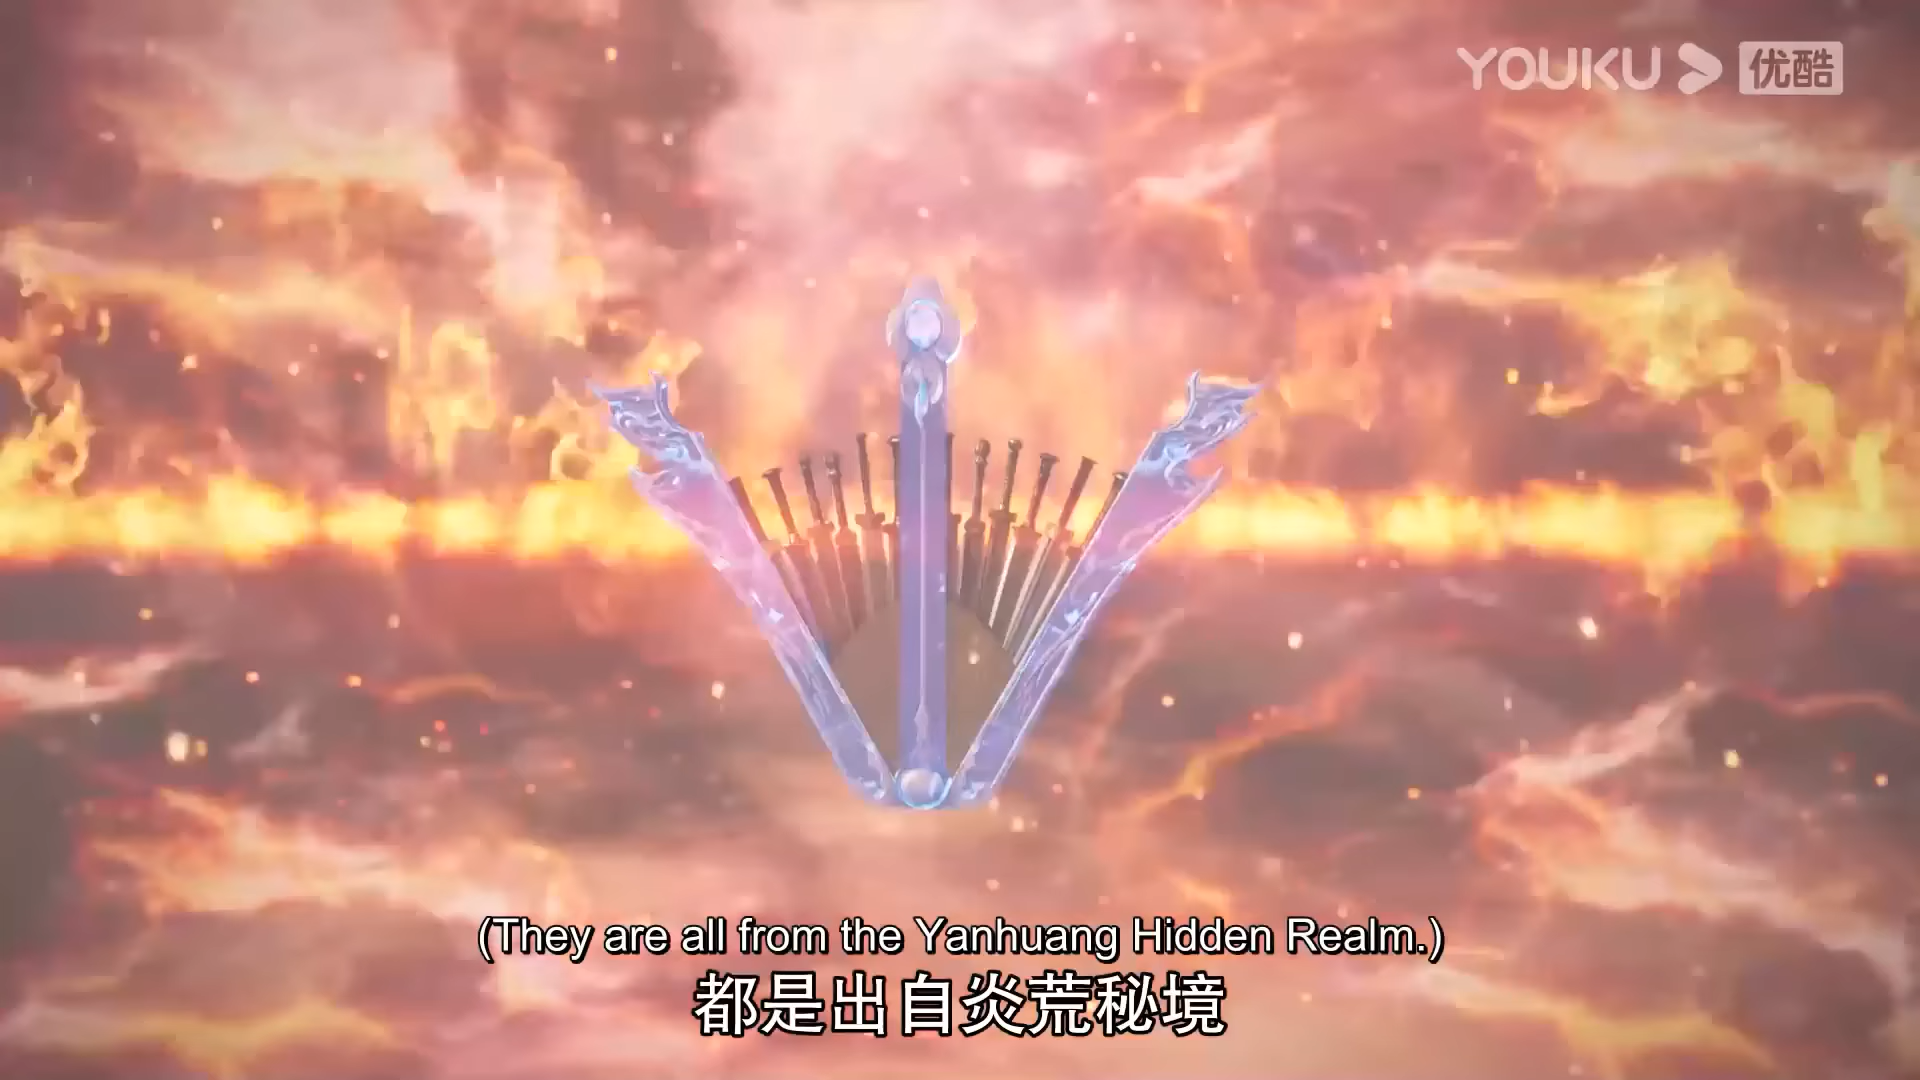 YOUKU 优酷
(They are all from the Yanhuang Hidden Realm.)
都是出自炎荒秘境